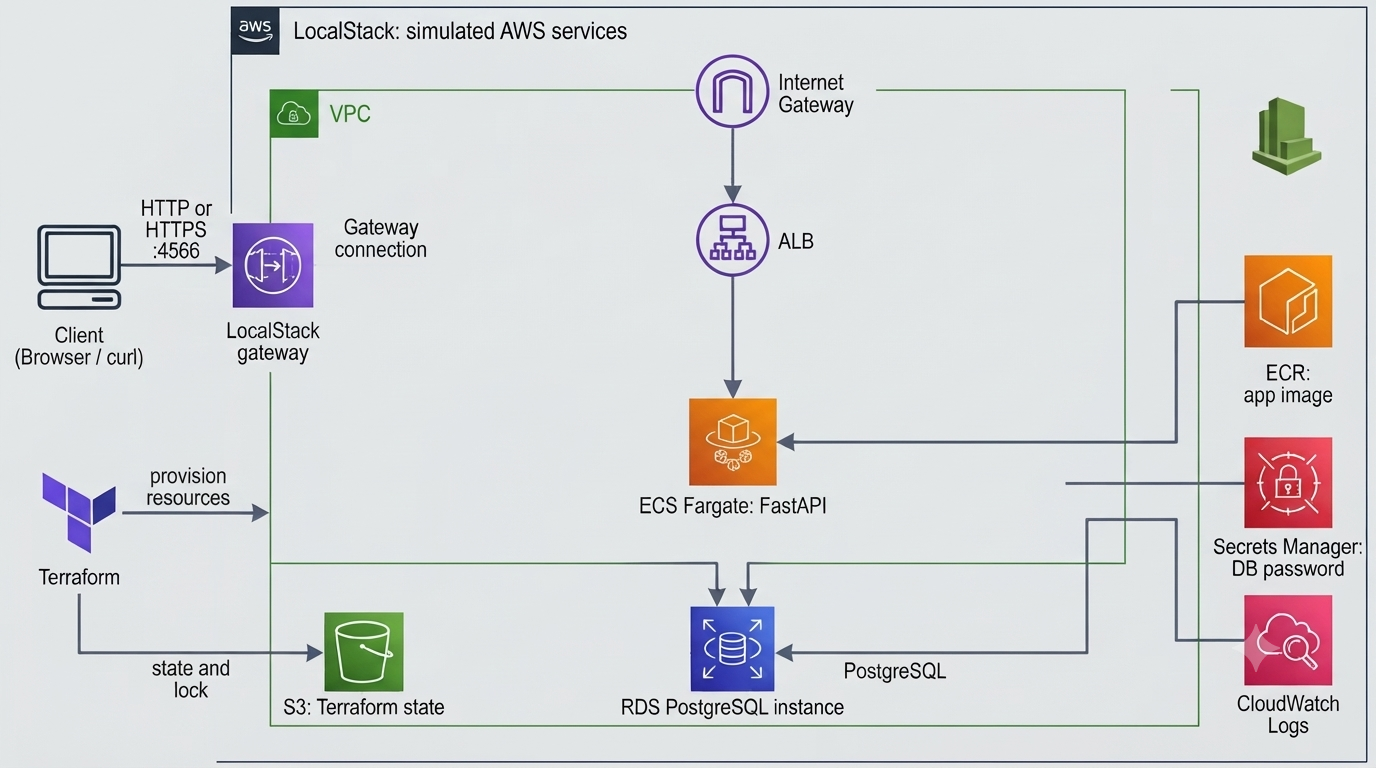 aws
LocalStack: simulated AWS services
Internet
Gateway
VPC
HTTP or
HTTPS
:4566
Gateway
connection
ALB
Client
(Browser / curl)
LocalStack
gateway
ECR:
app image
provision
resources
ECS Fargate: FastAPI
Terraform
Secrets Manager:
DB password
state and
lock
PostgreSQL
S3: Terraform state
RDS PostgreSQL instance
CloudWatch
Logs